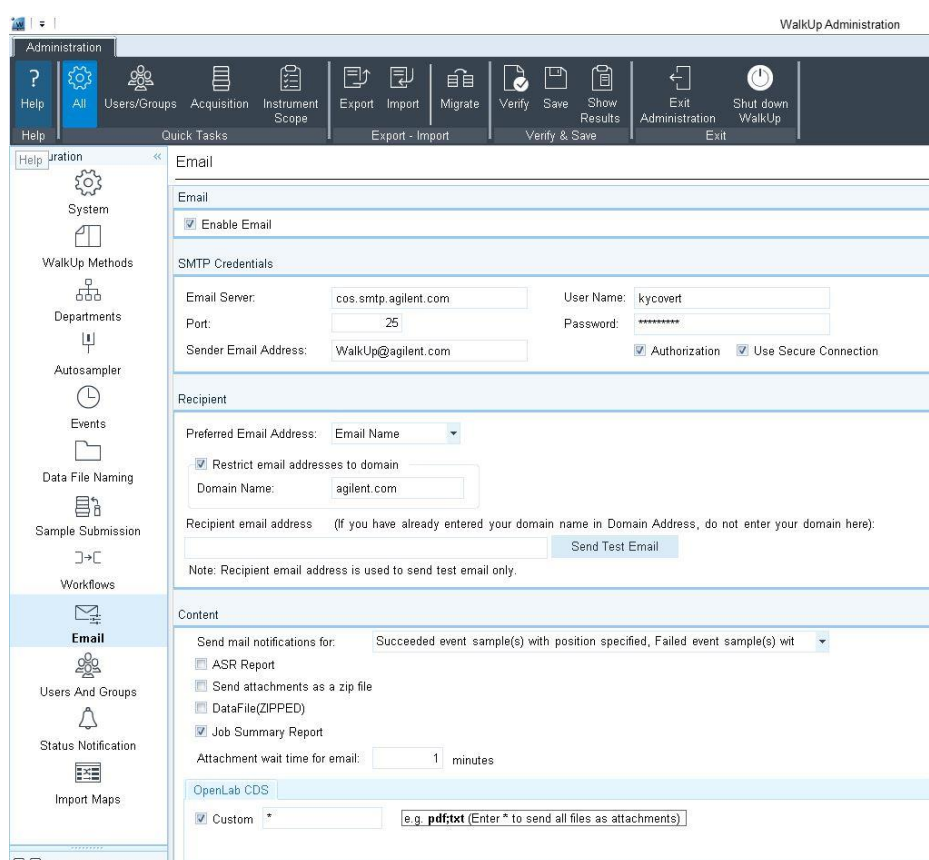 WalkUp Administration
Administration
?
Help
All
Users/Groups
Acquisition
Instrument
Scope
Export
Import
Migrate
Verify
Save
Show
Results
Exit
Administration
Shut down
WalkUp
Help
Quick Tasks
Export - Import
Verify & Save
Exit
Help
uration
«
System
WalkUp Methods
Departments
Autosampler
Events
Data File Naming
Sample Submission
Workflows
Email
Users And Groups
Status Notification
Import Maps
Email
Email
Enable Email
SMTP Credentials
Email Server: cos.smtp.agilent.com User Name: kycovert
Port: 25 Password: *********
Sender Email Address: WalkUp@agilent.com Authorization Use Secure Connection
Recipient
Preferred Email Address: Email Name
Restrict email addresses to domain
Domain Name: agilent.com
Recipient email address (If you have already entered your domain name in Domain Address, do not enter your domain here):
Send Test Email
Note: Recipient email address is used to send test email only.
Content
Send mail notifications for: Succeeded event sample(s) with position specified, Failed event sample(s) wit
ASR Report
Send attachments as a zip file
DataFile(ZIPPED)
Job Summary Report
Attachment wait time for email: 1 minutes
OpenLab CDS
Custom * e.g. pdf;txt (Enter * to send all files as attachments)